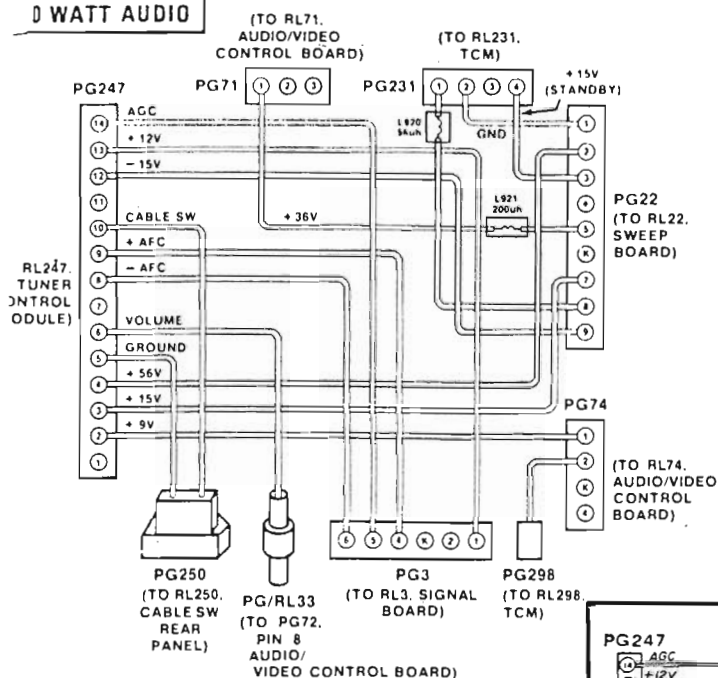 0 WATT AUDIO
(TO RL71,
AUDIO/VIDEO
CONTROL BOARD)
(TO RL231,
TCM)
+ 15V
(STANDBY)
PG247
PG71
1 2 3
PG231
1 2 3 4
L920
56uh
GND
14 AGC
13 + 12V
12 - 15V
11
10 CABLE SW
9 + AFC
8 - AFC
7
6 VOLUME
5 GROUND
4 + 56V
3 + 15V
2 + 9V
1
+ 36V
L921
200uh
1
2
3
4
5
K
7
8
9
PG22
(TO RL22,
SWEEP
BOARD)
RL247,
TUNER
ONTROL
ODULE)
PG74
1
2
K
4
(TO RL74,
AUDIO/VIDEO
CONTROL
BOARD)
6 5 4 K 2 1
PG250
(TO RL250,
CABLE SW
REAR
PANEL)
PG/RL33
(TO PG72,
PIN 8
AUDIO/
VIDEO CONTROL BOARD)
PG3
(TO RL3, SIGNAL
BOARD)
PG298
(TO RL298,
TCM)
PG247
14 AGC
+12V